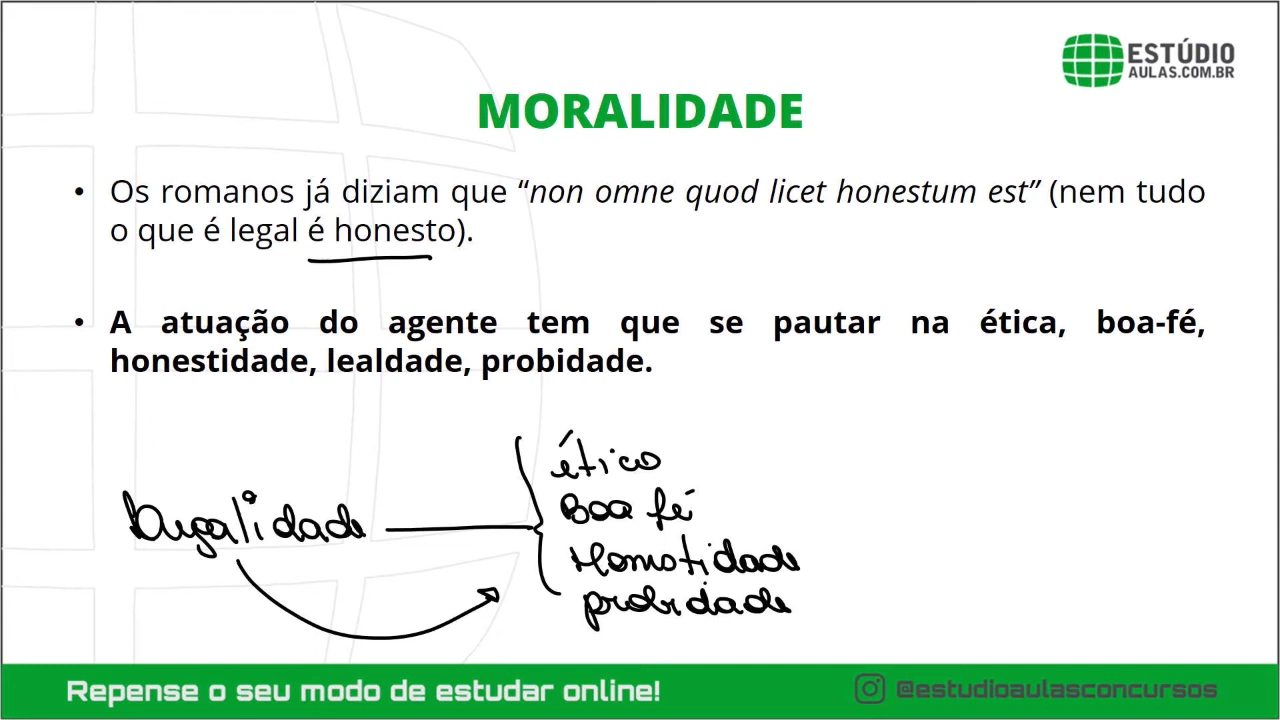 ESTÚDIO
AULAS.COM.BR
MORALIDADE
• Os romanos já diziam que “non omne quod licet honestum est” (nem tudo
o que é legal é honesto).
• A atuação do agente tem que se pautar na ética, boa-fé,
honestidade, lealdade, probidade.
ético
Boa fé
Legalidade
Honestidade
probidade
Repense o seu modo de estudar online!
@estudioaulasconcursos